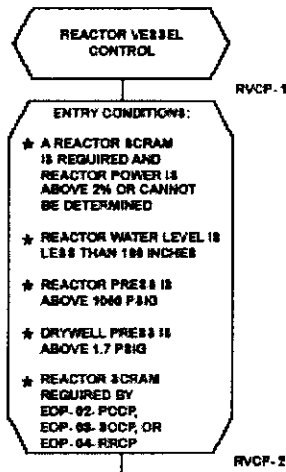 REACTOR VESSEL
CONTROL
RVCP-1
ENTRY CONDITIONS:
★ A REACTOR SCRAM
IS REQUIRED AND
REACTOR POWER IS
ABOVE 2% OR CANNOT
BE DETERMINED
★ REACTOR WATER LEVEL IS
LESS THAN INCHES
★ REACTOR PRESS IS
ABOVE 1060 PSIG
★ DRYWELL PRESS IS
ABOVE 1.7 PSIG
★ REACTOR SCRAM
REQUIRED BY
EOP-02-PCCP,
EOP-03-SCCP, OR
EOP-04-RRCP
RVCP-2